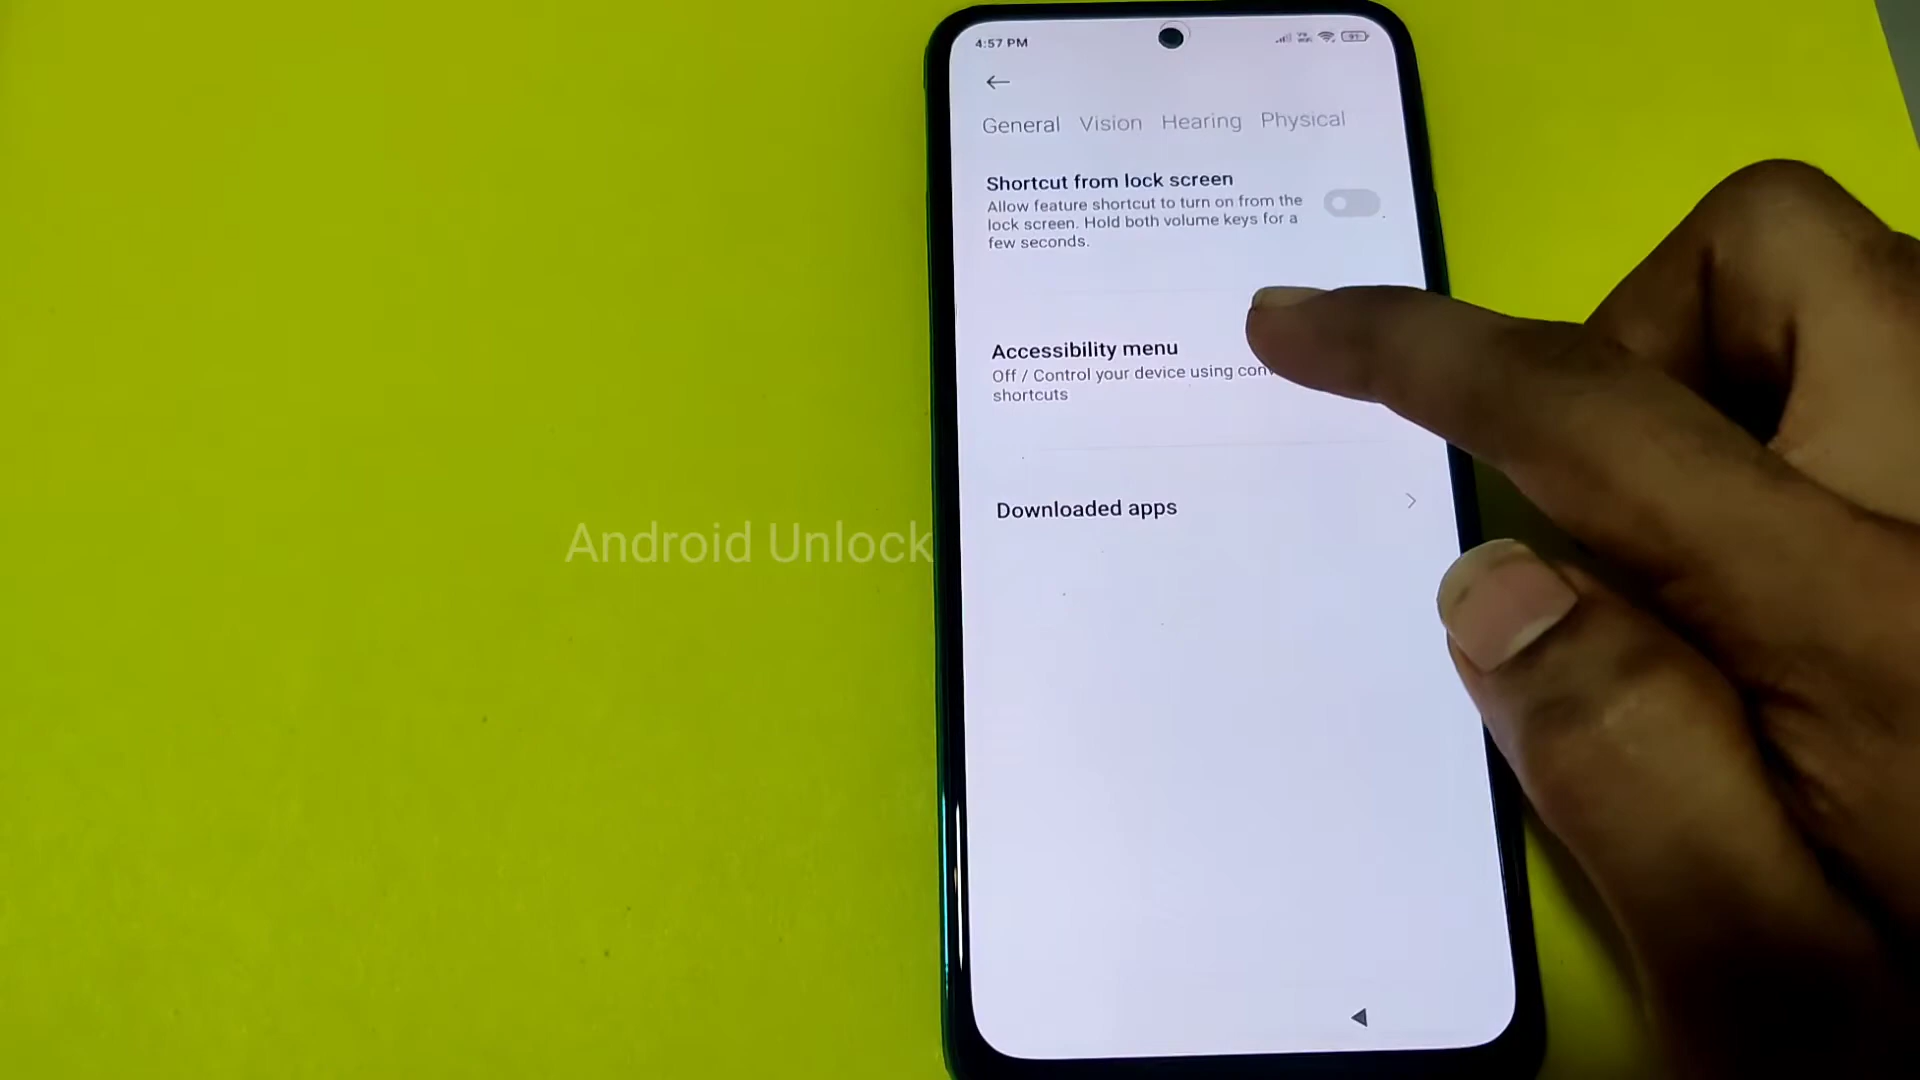 4:57 PM
91
General Vision Hearing Physical
Shortcut from lock screen
Allow feature shortcut to turn on from the
lock screen. Hold both volume keys for a
few seconds.
Accessibility menu
Off / Control your device using
shortcuts
Downloaded apps
Android Unlock